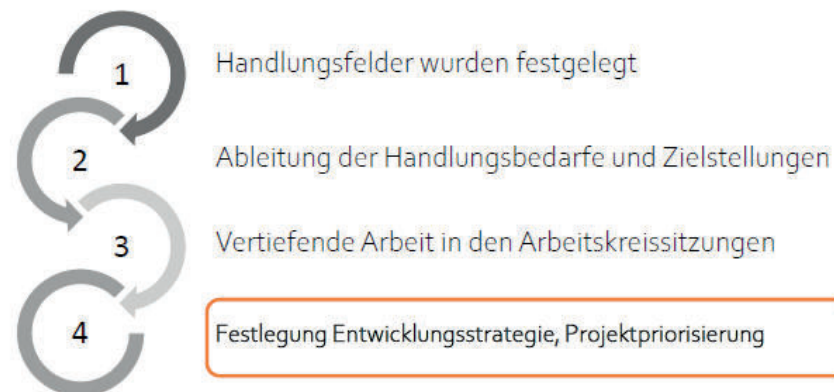 1 Handlungsfelder wurden festgelegt
2 Ableitung der Handlungsbedarfe und Zielstellungen
3 Vertiefende Arbeit in den Arbeitskreissitzungen
4 Festlegung Entwicklungsstrategie, Projektpriorisierung